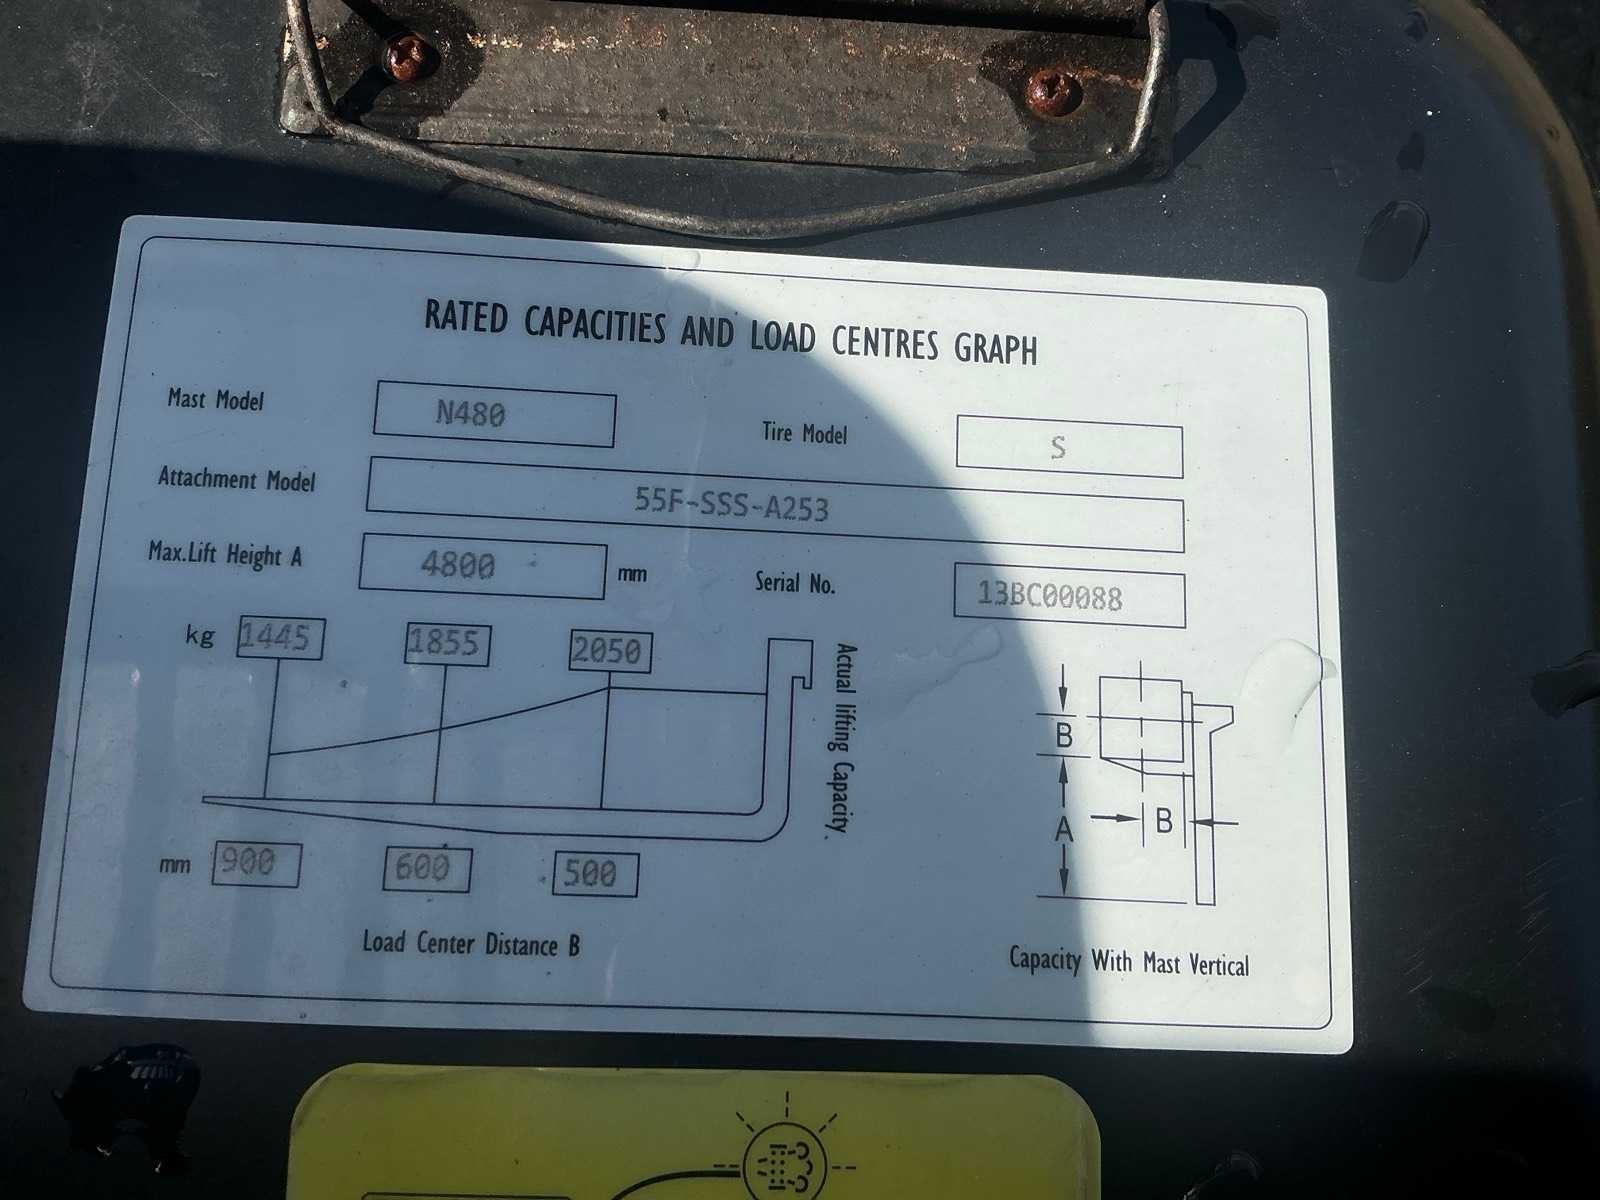 RATED CAPACITIES AND LOAD CENTRES GRAPH
Mast Model N480 Tire Model S
Attachment Model 55F-SSS-A253
Max.Lift Height A 4800 mm Serial No. 13BC00088
kg 1445 1855 2050
Actual lifting Capacity.
B
A B
mm 900 600 500
Load Center Distance B
Capacity With Mast Vertical